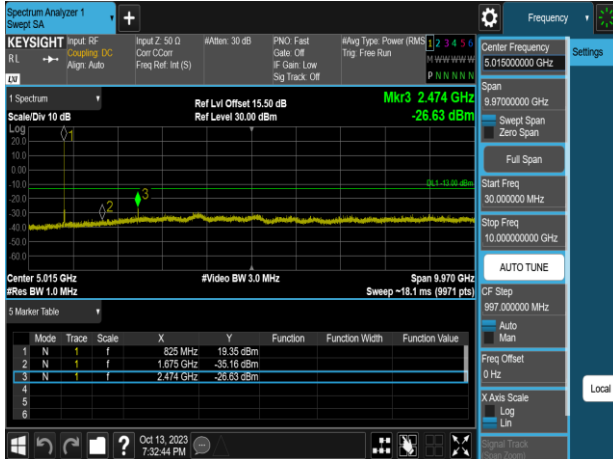 Spectrum Analyzer 1
Swept SA
+
Frequency
KEYSIGHT
Input: RF
Input Z: 50 Ω
#Atten: 30 dB
PNO: Fast
#Avg Type: Power (RMS
1 2 3 4 5 6
RL
Coupling: DC
Corr CCorr
Gate: Off
Trig: Free Run
M W W W W W
Align: Auto
Freq Ref: Int (S)
IF Gain: Low
Sig Track: Off
P N N N N N
LXI
Center Frequency
5.015000000 GHz
Settings
1 Spectrum
Ref Lvl Offset 15.50 dB
Mkr3 2.474 GHz
Scale/Div 10 dB
Ref Level 30.00 dBm
-26.63 dBm
Span
9.97000000 GHz
Swept Span
Zero Span
Log
20.0
10.0
0.00
-10.0
-20.0
-30.0
-40.0
-50.0
-60.0
1
2
3
DL1 -13.00 dBm
Full Span
Start Freq
30.000000 MHz
Stop Freq
10.000000000 GHz
AUTO TUNE
Center 5.015 GHz
#Video BW 3.0 MHz
Span 9.970 GHz
#Res BW 1.0 MHz
Sweep ~18.1 ms (9971 pts)
CF Step
997.000000 MHz
Auto
Man
5 Marker Table
Mode Trace Scale X Y Function Function Width Function Value
1 N 1 f 825 MHz 19.35 dBm
2 N 1 f 1.675 GHz -35.16 dBm
3 N 1 f 2.474 GHz -26.63 dBm
4
5
6
Freq Offset
0 Hz
X Axis Scale
Log
Lin
Local
Signal Track
(Span Zoom)
?
Oct 13, 2023
7:32:44 PM